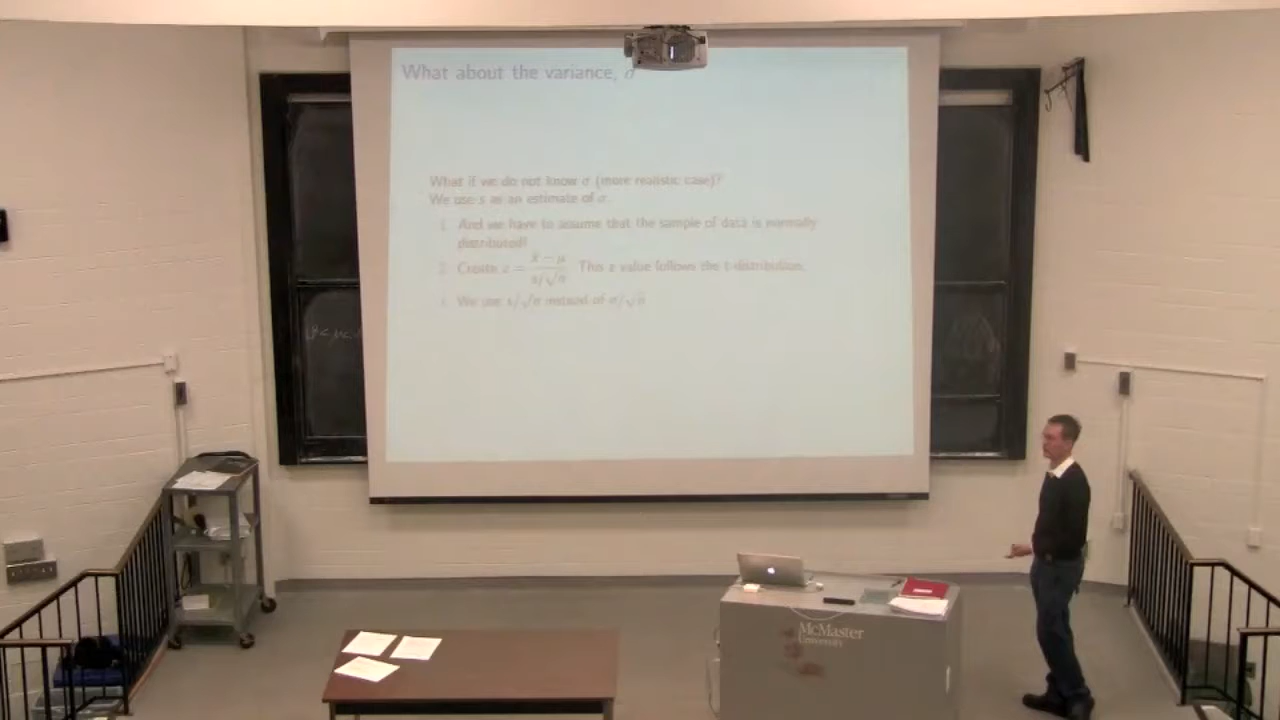 What about the variance, σ
What if we do not know σ (more realistic case)?
We use s as an estimate of σ.
1. And we have to assume that the sample of data is normally
distributed!
2. Create z = (x̄ − μ)/(s/√n). This z value follows the t-distribution.
We use s/√n instead of σ/√n
McMaster
University